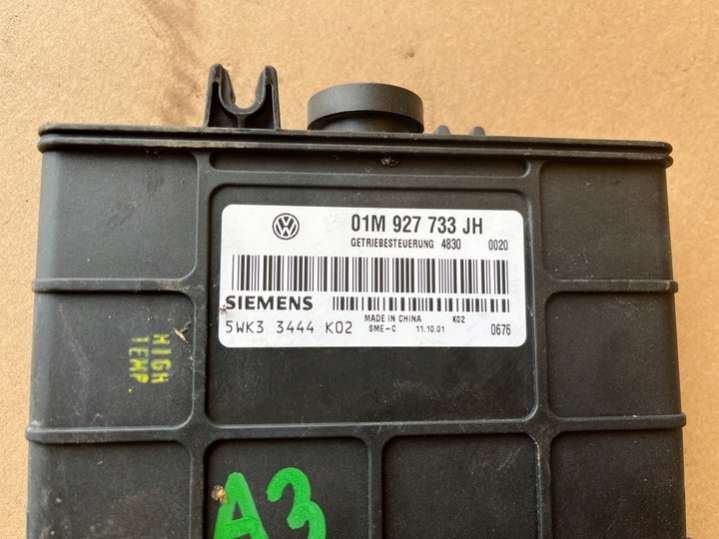 01M 927 733 JH
GETRIEBESTEUERUNG 4830 0020
SIEMENS
MADE IN CHINA K02
5WK3 3444 K02 SME-C 11.10.01 0676
HIGH
TEMP
A3